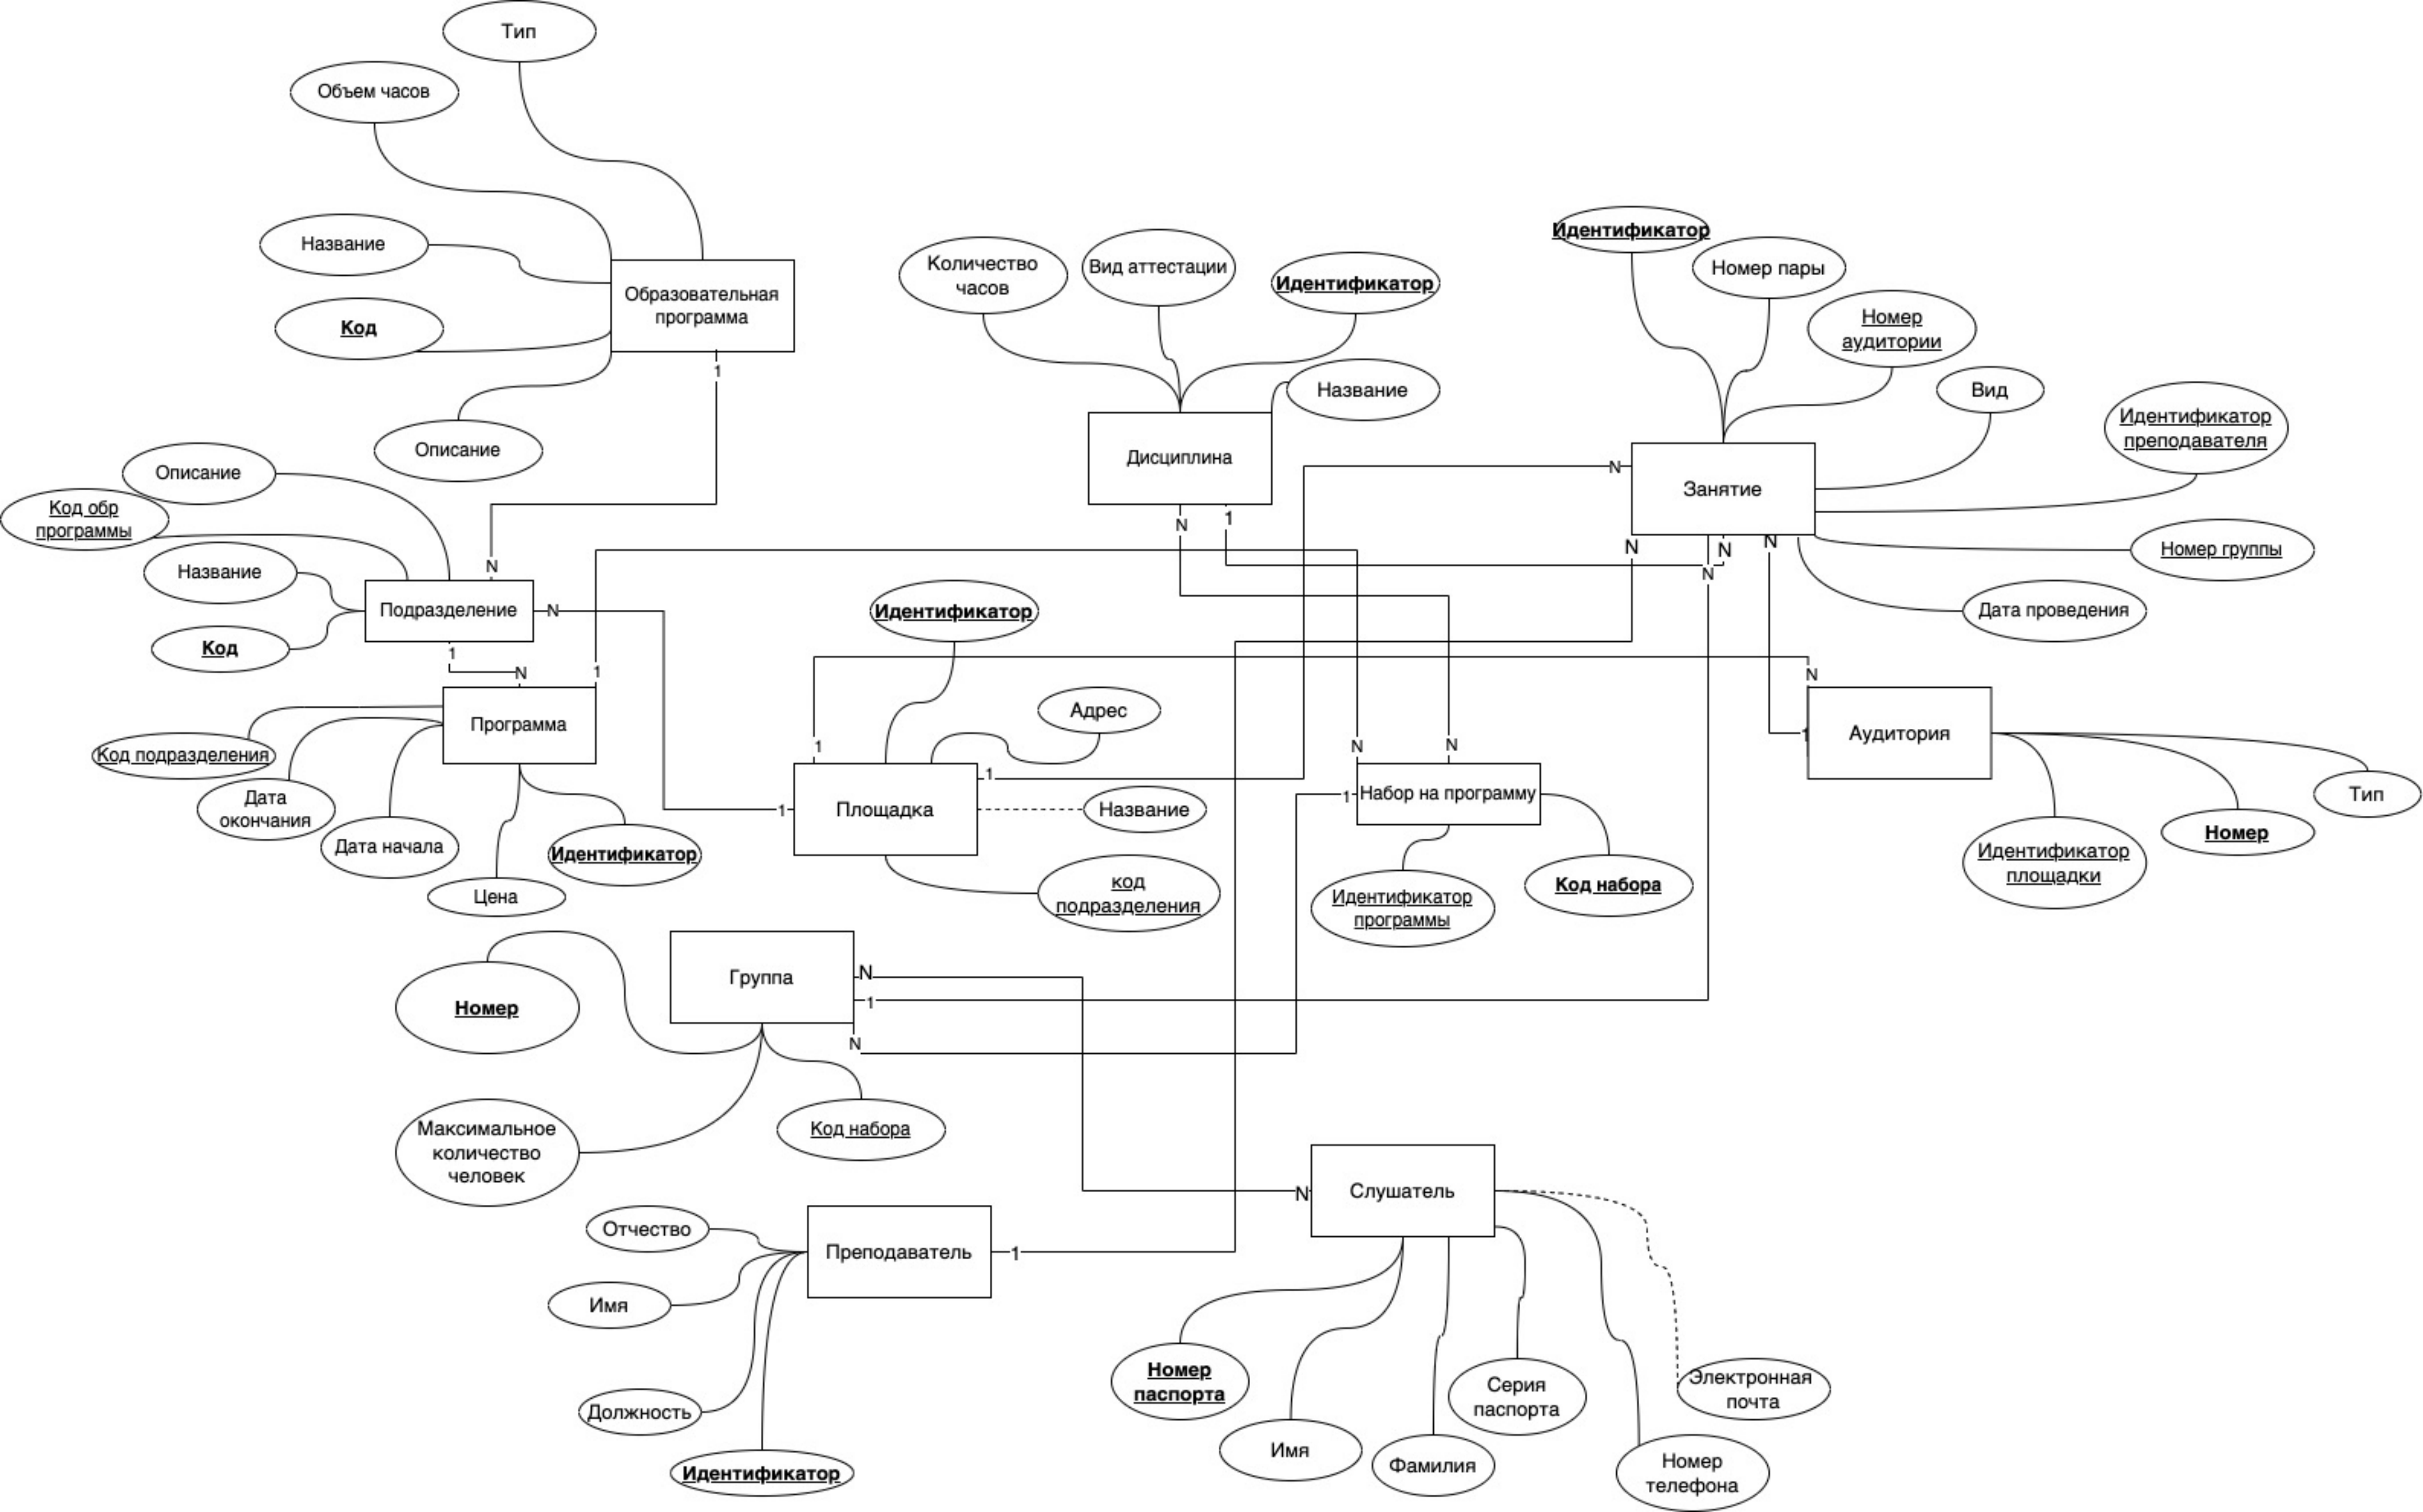 Тип
Объем часов
Название
Код
Описание
Образовательная
программа
1
N
Описание
Код обр
программы
Название
Код
Подразделение
N
1
N
1
Программа
Код подразделения
Дата
окончания
Дата начала
Цена
Идентификатор
Количество
часов
Вид аттестации
Идентификатор
Название
Дисциплина
N
1
Идентификатор
Номер пары
Номер
аудитории
Вид
Идентификатор
преподавателя
Номер группы
Дата проведения
Занятие
N
N
N
N
N
Идентификатор
Адрес
Название
код
подразделения
Площадка
1
1
1
N
N
1
Набор на программу
Идентификатор
программы
Код набора
N
1
Аудитория
Тип
Номер
Идентификатор
площадки
Группа
N
1
N
Номер
Максимальное
количество
человек
Код набора
Преподаватель
1
Отчество
Имя
Должность
Идентификатор
N
Слушатель
Номер
паспорта
Имя
Фамилия
Серия
паспорта
Номер
телефона
Электронная
почта